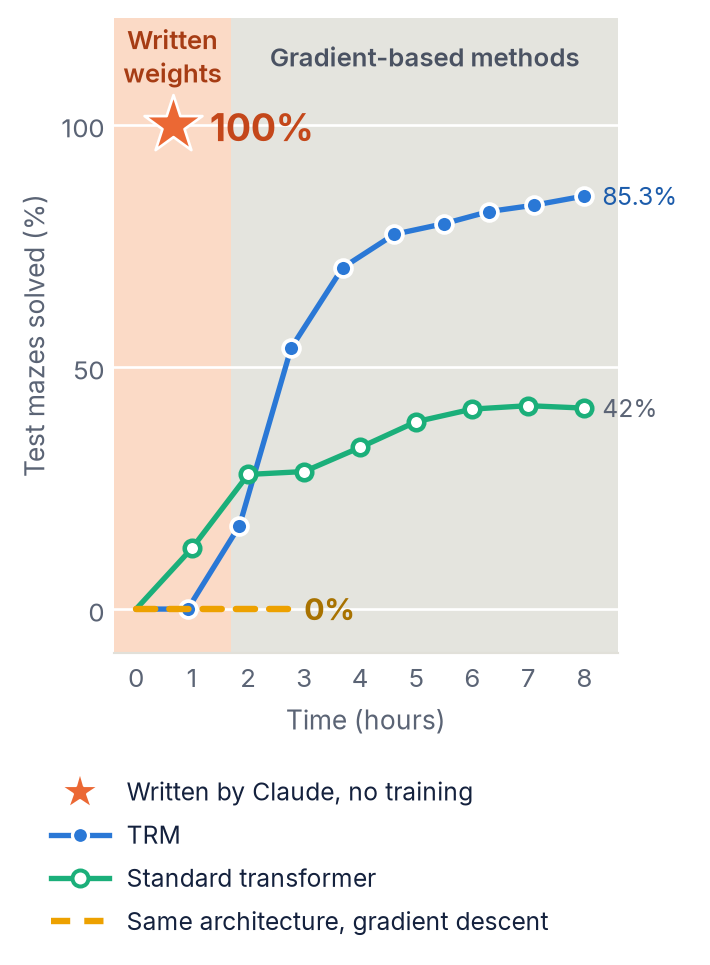 Written
weights
Gradient-based methods
100
100%
85.3%
Test mazes solved (%)
50
42%
0
0%
0 1 2 3 4 5 6 7 8
Time (hours)
Written by Claude, no training
TRM
Standard transformer
Same architecture, gradient descent